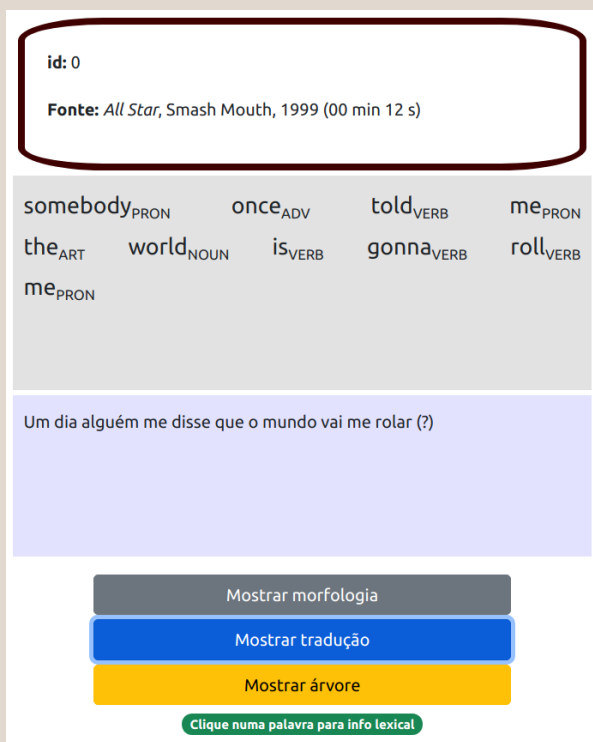 id: 0
Fonte: All Star, Smash Mouth, 1999 (00 min 12 s)
somebodyPRON onceADV toldVERB mePRON
theART worldNOUN isVERB gonnaVERB rollVERB
mePRON
Um dia alguém me disse que o mundo vai me rolar (?)
Mostrar morfologia
Mostrar tradução
Mostrar árvore
Clique numa palavra para info lexical